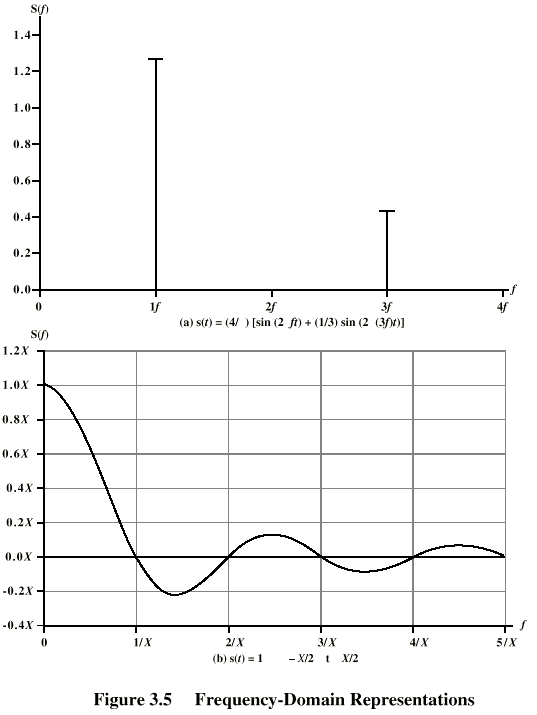 S(f)
1.4
1.2
1.0
0.8
0.6
0.4
0.2
0.0
0 1f 2f 3f 4f f
(a) s(t) = (4/ ) [sin (2 ft) + (1/3) sin (2 (3f)t)]
S(f)
1.2X
1.0X
0.8X
0.6X
0.4X
0.2X
0.0X
-0.2X
-0.4X
0 1/X 2/X 3/X 4/X 5/X f
(b) s(t) = 1 – X/2 t X/2
Figure 3.5 Frequency-Domain Representations